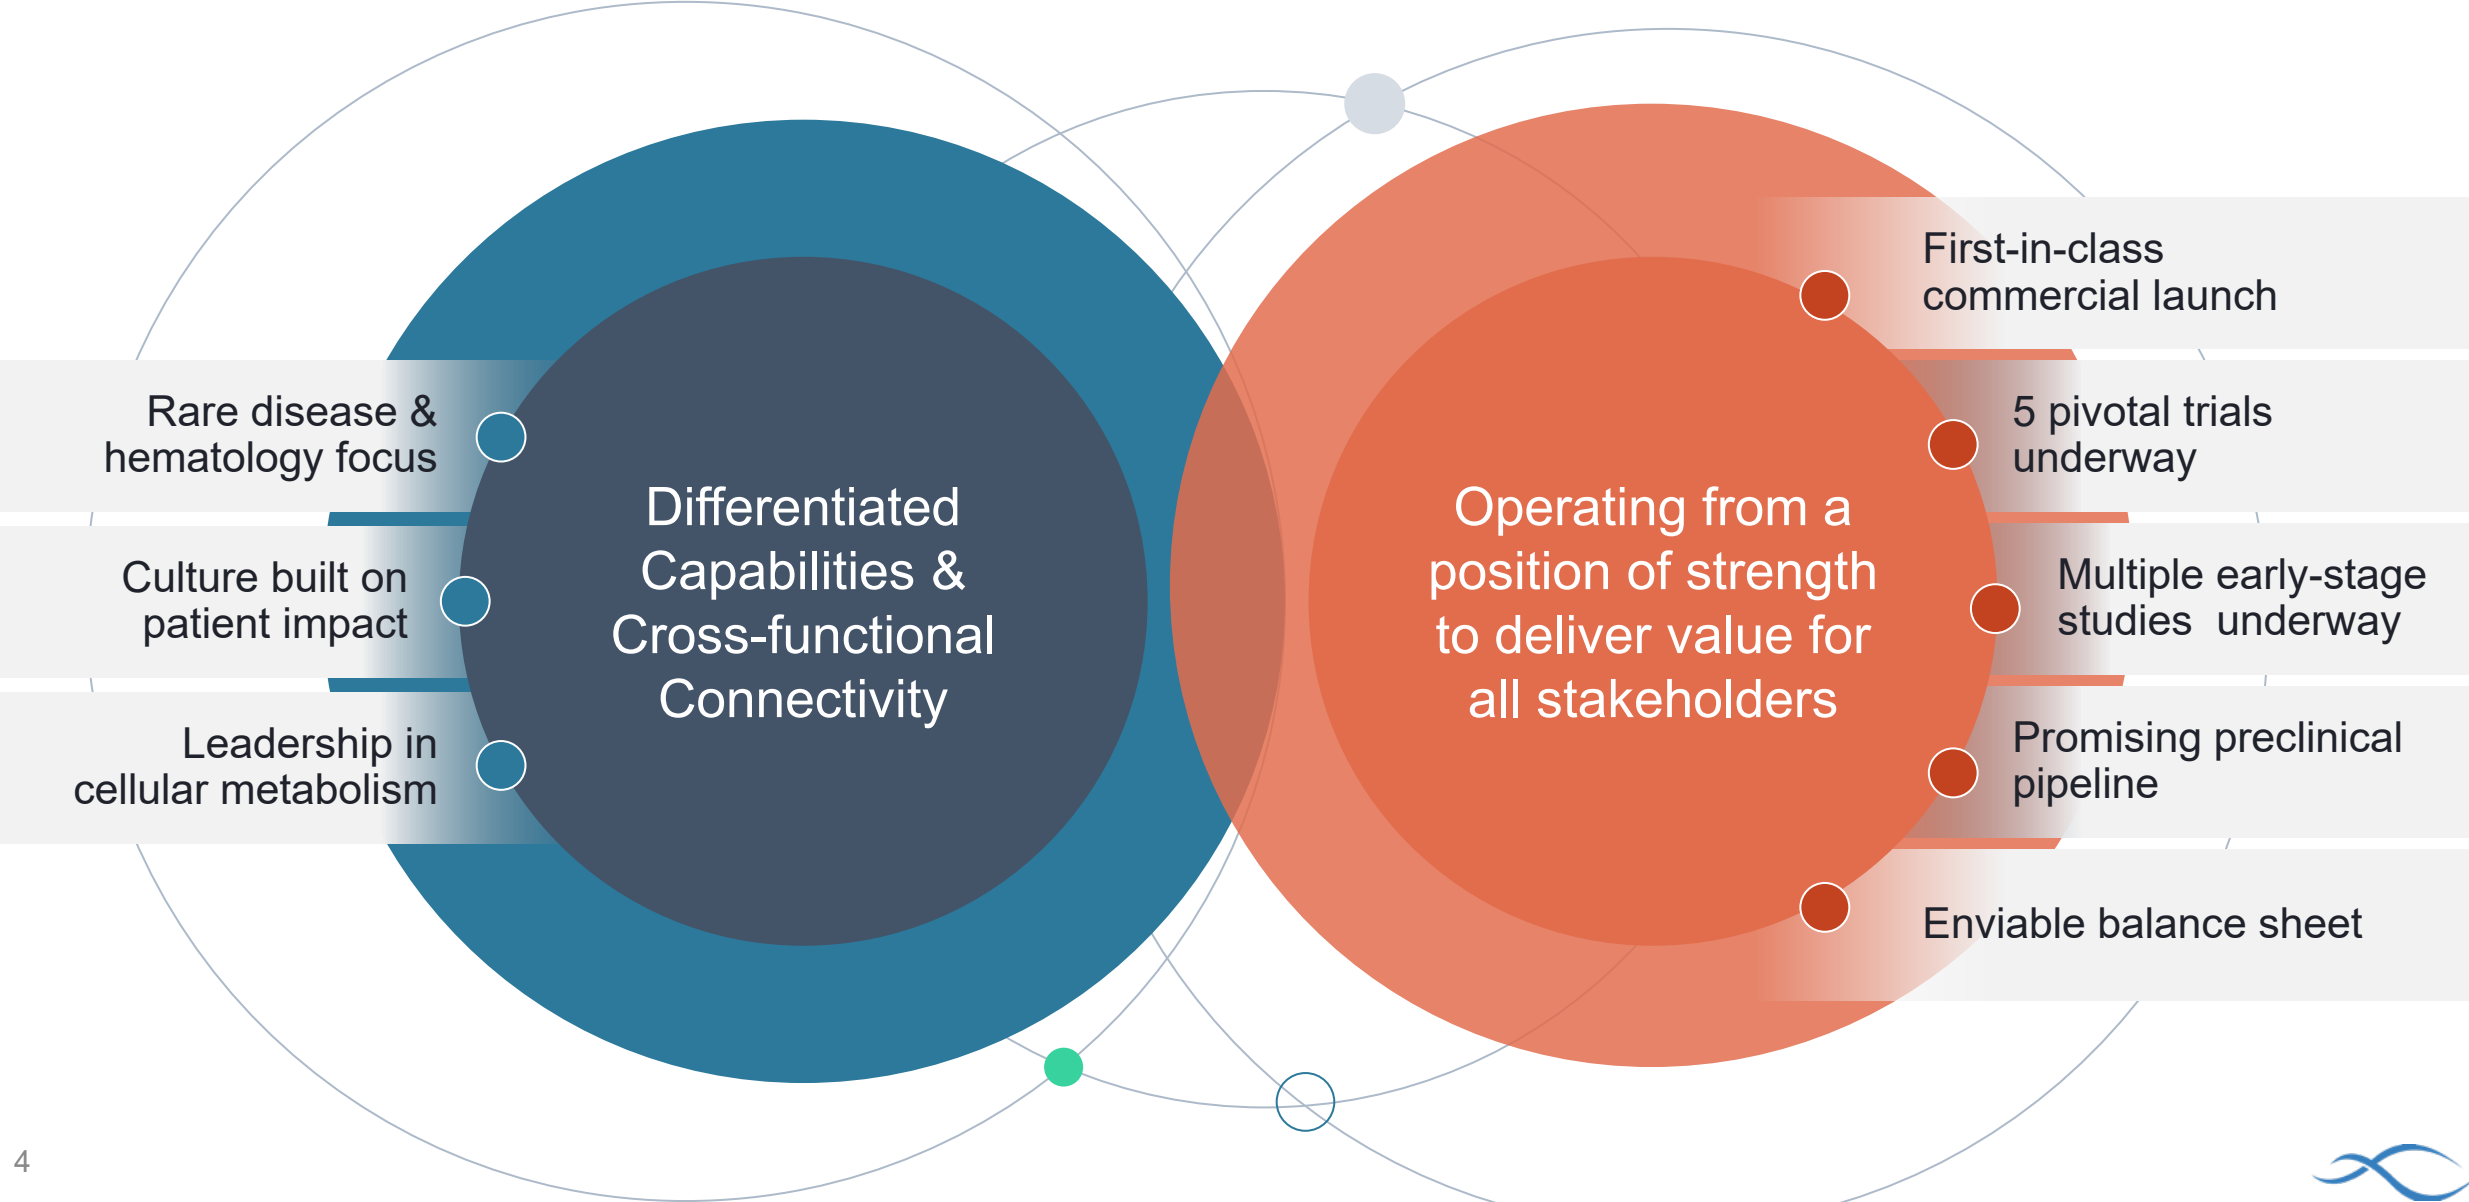 Rare disease &
hematology focus
Culture built on
patient impact
Leadership in
cellular metabolism
Differentiated
Capabilities &
Cross-functional
Connectivity
Operating from a
position of strength
to deliver value for
all stakeholders
First-in-class
commercial launch
5 pivotal trials
underway
Multiple early-stage
studies  underway
Promising preclinical
pipeline
Enviable balance sheet
4